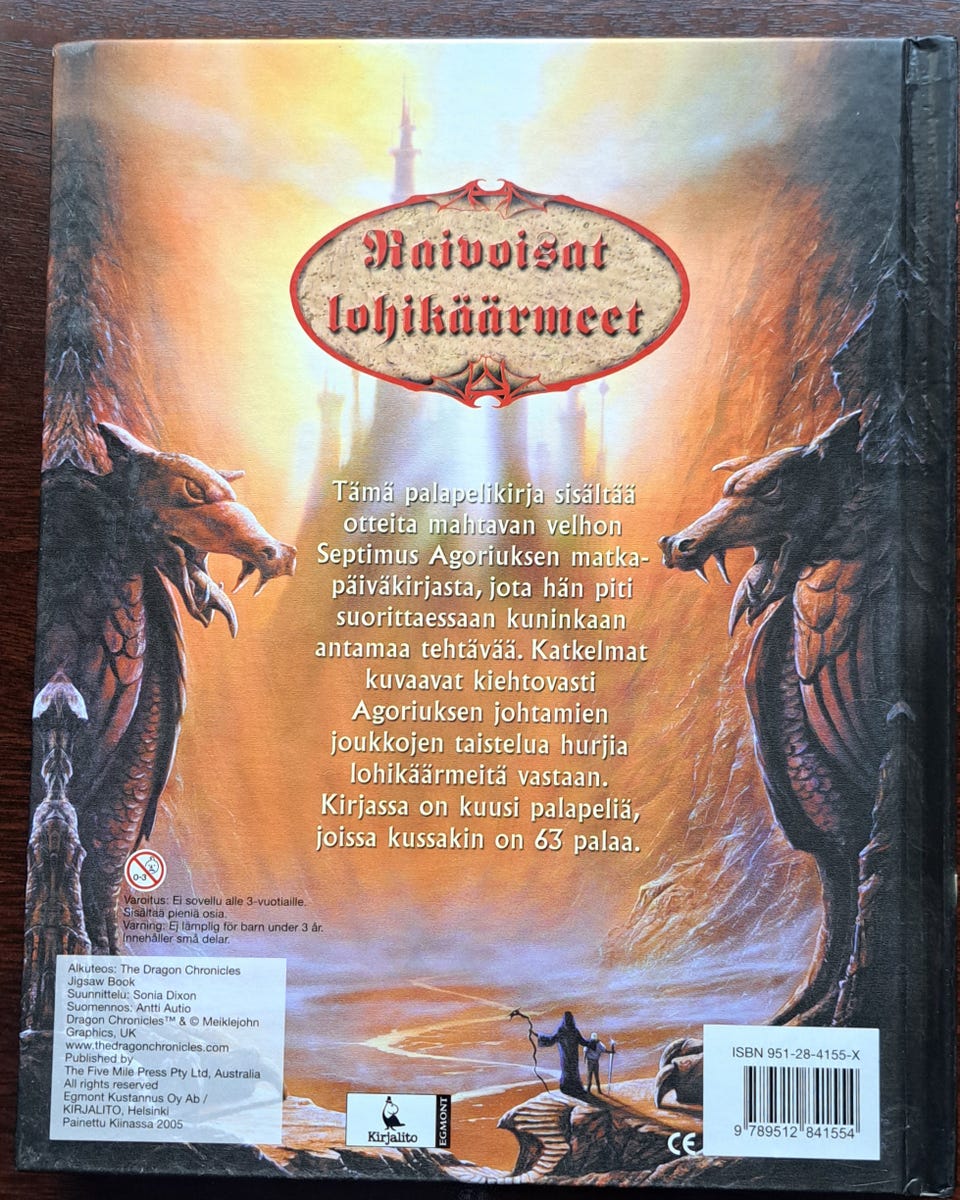 Raivoisat
lohikäärmeet
Tämä palapelikirja sisältää
otteita mahtavan velhon
Septimus Agoriuksen matka-
päiväkirjasta, jota hän piti
suorittaessaan kuninkaan
antamaa tehtävää. Katkelmat
kuvaavat kiehtovasti
Agoriuksen johtamien
joukkojen taistelua hurjia
lohikäärmeitä vastaan.
Kirjassa on kuusi palapeliä,
joissa kussakin on 63 palaa.
0-3
Varoitus: Ei sovellu alle 3-vuotiaille.
Sisältää pieniä osia.
Varning: Ej lämplig för barn under 3 år.
Innehåller små delar.
Alkuteos: The Dragon Chronicles
Jigsaw Book
Suunnittelu: Sonia Dixon
Suomennos: Antti Autio
Dragon Chronicles™ & © Meiklejohn
Graphics, UK
www.thedragonchronicles.com
Published by
The Five Mile Press Pty Ltd, Australia
All rights reserved
Egmont Kustannus Oy Ab /
KIRJALITO, Helsinki
Painettu Kiinassa 2005
Kirjalito
EGMONT
CE
ISBN 951-28-4155-X
9 789512 841554